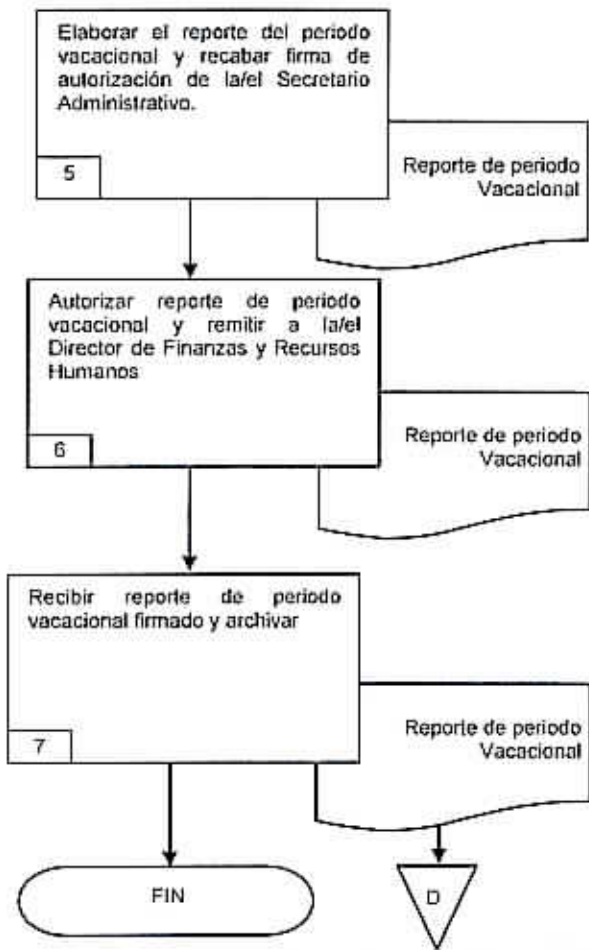 Elaborar el reporte del periodo
vacacional y recabar firma de
autorización de la/el Secretario
Administrativo.
5
Reporte de periodo
Vacacional
Autorizar reporte de periodo
vacacional y remitir a la/el
Director de Finanzas y Recursos
Humanos
6
Reporte de periodo
Vacacional
Recibir reporte de periodo
vacacional firmado y archivar
7
Reporte de periodo
Vacacional
FIN
D